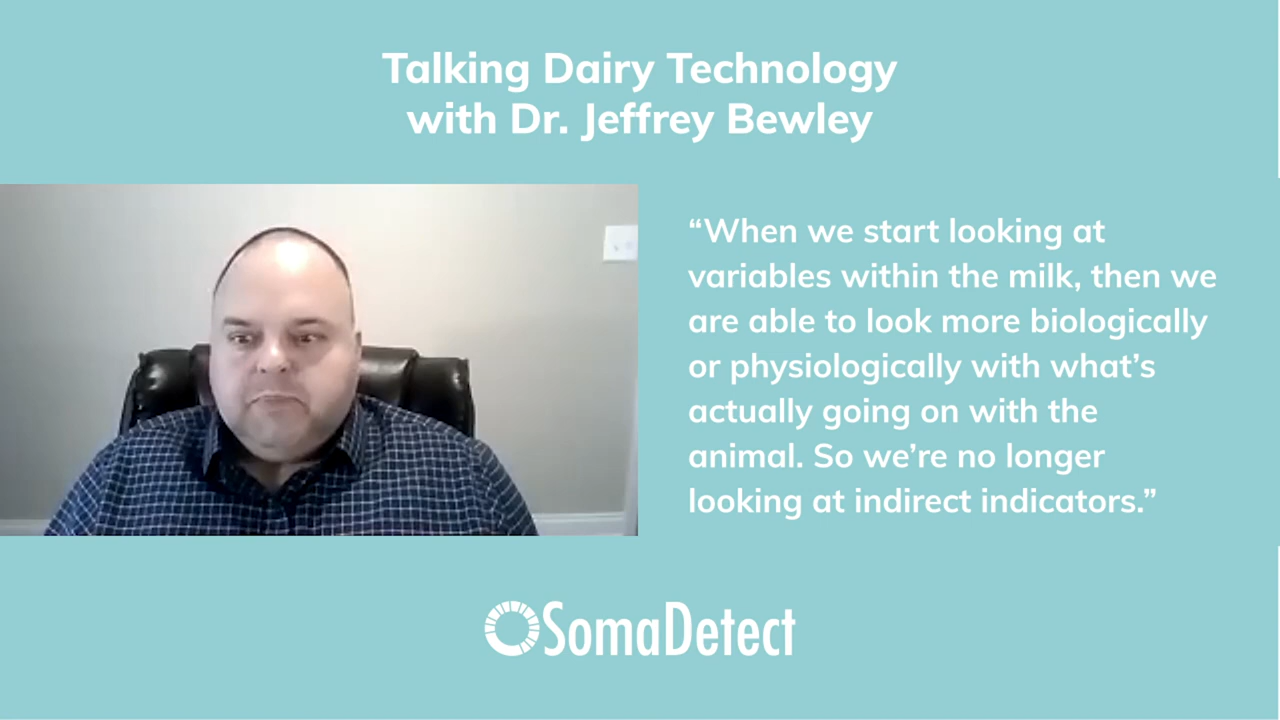 Talking Dairy Technology
with Dr. Jeffrey Bewley
“When we start looking at
variables within the milk, then we
are able to look more biologically
or physiologically with what’s
actually going on with the
animal. So we’re no longer
looking at indirect indicators.”
SomaDetect